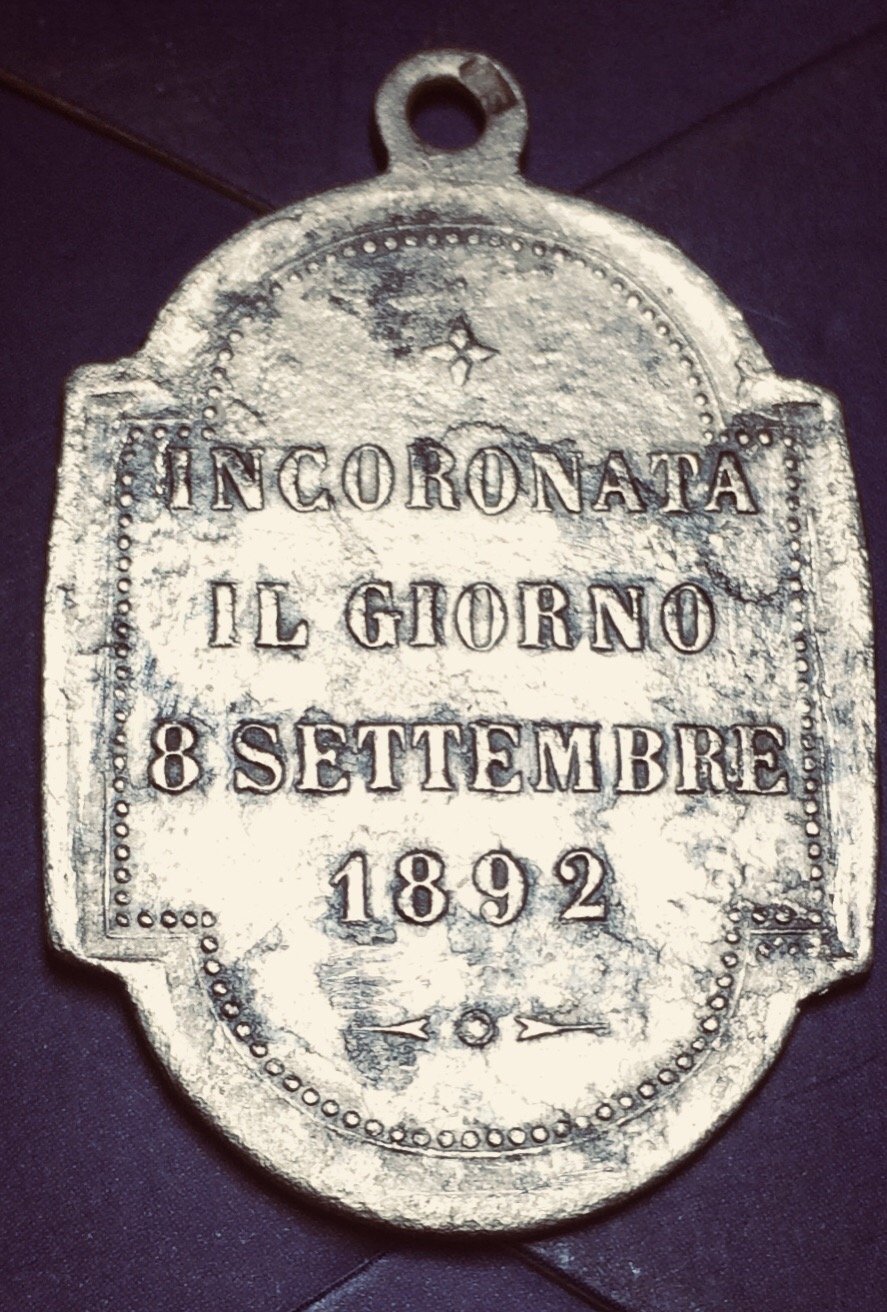 INCORONATA
IL GIORNO
8 SETTEMBRE
1892